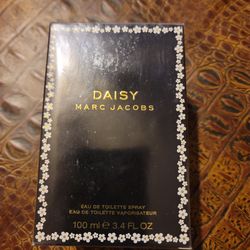 DAISY
MARC JACOBS
EAU DE TOILETTE SPRAY
EAU DE TOILETTE VAPORISATEUR
100 ml ℮ 3.4 FL OZ